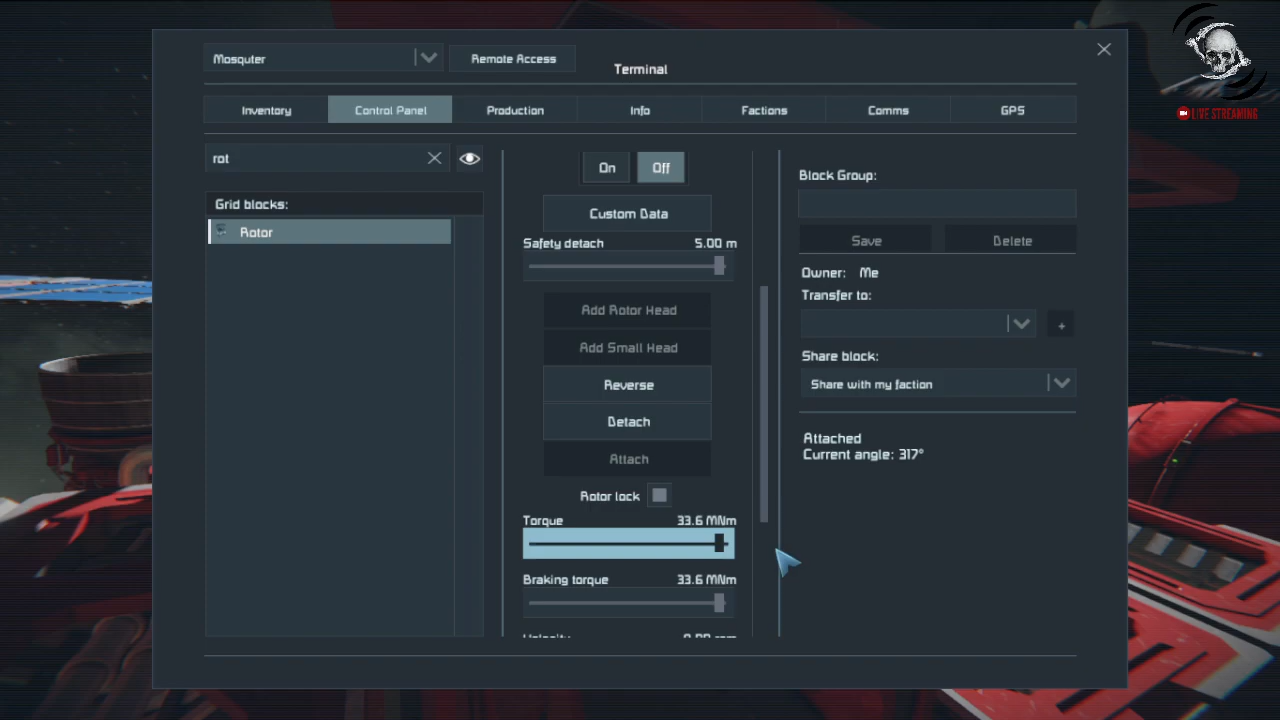 Mosquter
Remote Access
Terminal
Inventory
Control Panel
Production
Info
Factions
Comms
GPS
rot
Grid blocks:
Rotor
On
Off
Custom Data
Safety detach 5.00 m
Add Rotor Head
Add Small Head
Reverse
Detach
Attach
Rotor lock
Torque 33.6 MNm
Braking torque 33.6 MNm
Block Group:
Save
Delete
Owner: Me
Transfer to:
+
Share block:
Share with my faction
Attached
Current angle: 317°
LIVE STREAMING